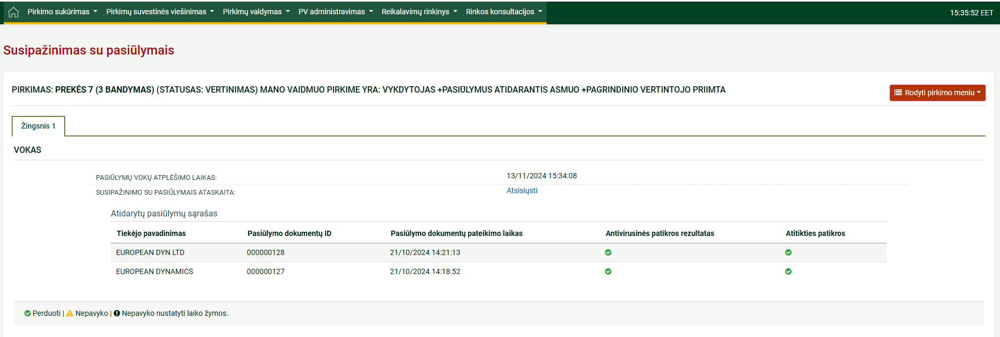 Pirkimo sukūrimas Pirkimų suvestinės viešinimas Pirkimų valdymas PV administravimas Reikalavimų rinkinys Rinkos konsultacijos 15:35:52 EET
Susipažinimas su pasiūlymais
PIRKIMAS: PREKĖS 7 (3 BANDYMAS) (STATUSAS: VERTINIMAS) MANO VAIDMUO PIRKIME YRA: VYKDYTOJAS +PASIŪLYMUS ATIDARANTIS ASMUO +PAGRINDINIO VERTINTOJO PRIIMTA
Rodyti pirkimo meniu
Žingsnis 1
VOKAS
PASIŪLYMŲ VOKŲ ATPLĖŠIMO LAIKAS: 13/11/2024 15:34:08
SUSIPAŽINIMO SU PASIŪLYMAIS ATASKAITA: Atsisiųsti
Atidarytų pasiūlymų sąrašas
Tiekėjo pavadinimas Pasiūlymo dokumentų ID Pasiūlymo dokumentų pateikimo laikas Antivirusinės patikros rezultatas Atitikties patikros
EUROPEAN DYN LTD 000000128 21/10/2024 14:21:13
EUROPEAN DYNAMICS 000000127 21/10/2024 14:18:52
Perduoti | Nepavyko | Nepavyko nustatyti laiko žymos.